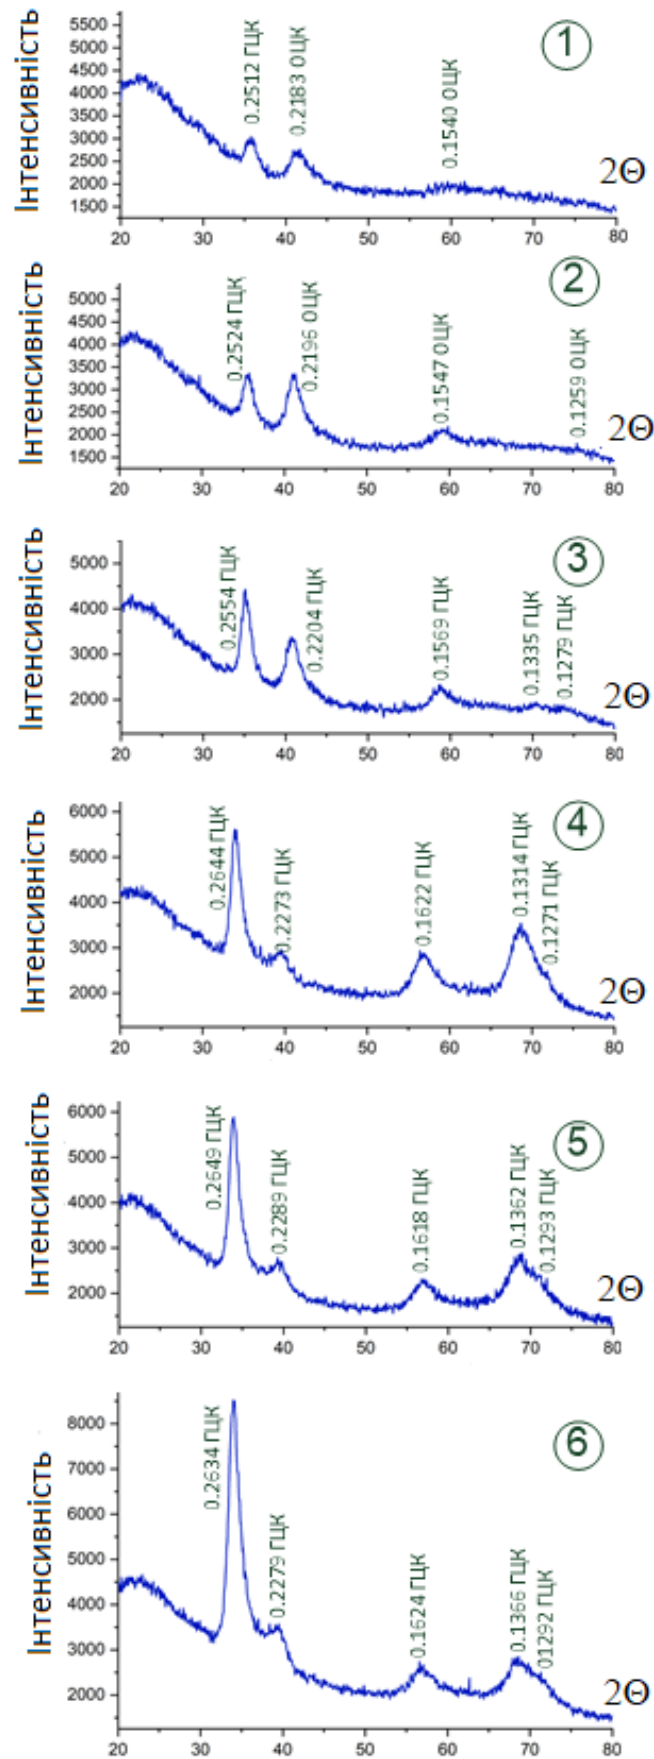 Інтенсивність
5500
5000
4500
4000
3500
3000
2500
2000
1500
0.2512 ГЦК
0.2183 ОЦК
0.1540 ОЦК
1
2Θ
20 30 40 50 60 70 80
Інтенсивність
5000
4500
4000
3500
3000
2500
2000
1500
0.2524 ГЦК
0.2196 ОЦК
0.1547 ОЦК
0.1259 ОЦК
2
2Θ
20 30 40 50 60 70 80
Інтенсивність
5000
4000
3000
2000
0.2554 ГЦК
0.2204 ГЦК
0.1569 ГЦК
0.1335 ГЦК
0.1279 ГЦК
3
2Θ
20 30 40 50 60 70 80
Інтенсивність
6000
5000
4000
3000
2000
0.2644 ГЦК
0.2273 ГЦК
0.1622 ГЦК
0.1314 ГЦК
0.1271 ГЦК
4
2Θ
20 30 40 50 60 70 80
Інтенсивність
6000
5000
4000
3000
2000
0.2649 ГЦК
0.2289 ГЦК
0.1618 ГЦК
0.1362 ГЦК
0.1293 ГЦК
5
2Θ
20 30 40 50 60 70 80
Інтенсивність
8000
7000
6000
5000
4000
3000
2000
0.2634 ГЦК
0.2279 ГЦК
0.1624 ГЦК
0.1366 ГЦК
01292 ГЦК
6
2Θ
20 30 40 50 60 70 80